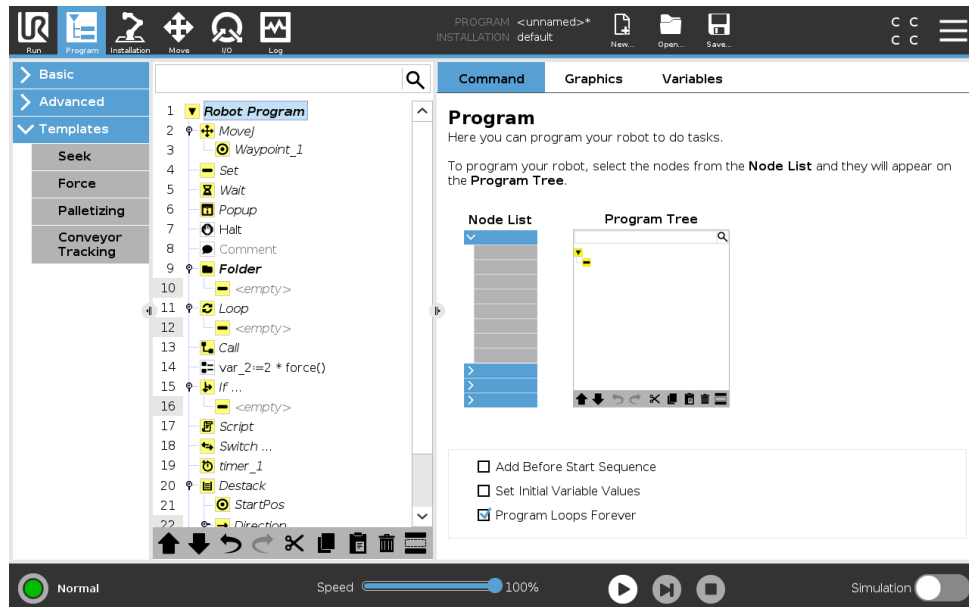 UR
PROGRAM <unnamed>*
INSTALLATION default
Run
Program
Installation
Move
I/O
Log
New...
Open...
Save...
C C
C C
Basic
Advanced
Templates
Seek
Force
Palletizing
Conveyor
Tracking
1 Robot Program
2 MoveJ
3 Waypoint_1
4 Set
5 Wait
6 Popup
7 Halt
8 Comment
9 Folder
10 <empty>
11 Loop
12 <empty>
13 Call
14 var_2:=2 * force()
15 If ...
16 <empty>
17 Script
18 Switch ...
19 timer_1
20 Destack
21 StartPos
22 Direction
Command
Graphics
Variables
Program
Here you can program your robot to do tasks.
To program your robot, select the nodes from the Node List and they will appear on
the Program Tree.
Node List
Program Tree
Add Before Start Sequence
Set Initial Variable Values
Program Loops Forever
Normal
Speed
100%
Simulation